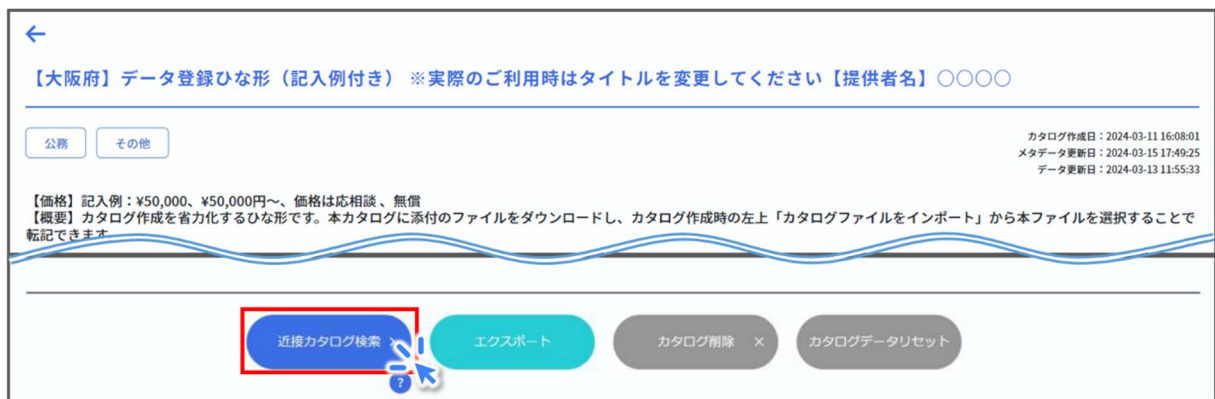 ←
【大阪府】データ登録ひな形（記入例付き） ※実際のご利用時はタイトルを変更してください【提供者名】〇〇〇〇
公務 その他
カタログ作成日：2024-03-11 16:08:01
メタデータ更新日：2024-03-15 17:49:25
データ更新日：2024-03-13 11:55:33
【価格】記入例：¥50,000、¥50,000円～、価格は応相談 、無償
【概要】カタログ作成を省力化するひな形です。本カタログに添付のファイルをダウンロードし、カタログ作成時の左上「カタログファイルをインポート」から本ファイルを選択することで
転記できます
近接カタログ検索 エクスポート カタログ削除 × カタログデータリセット
?